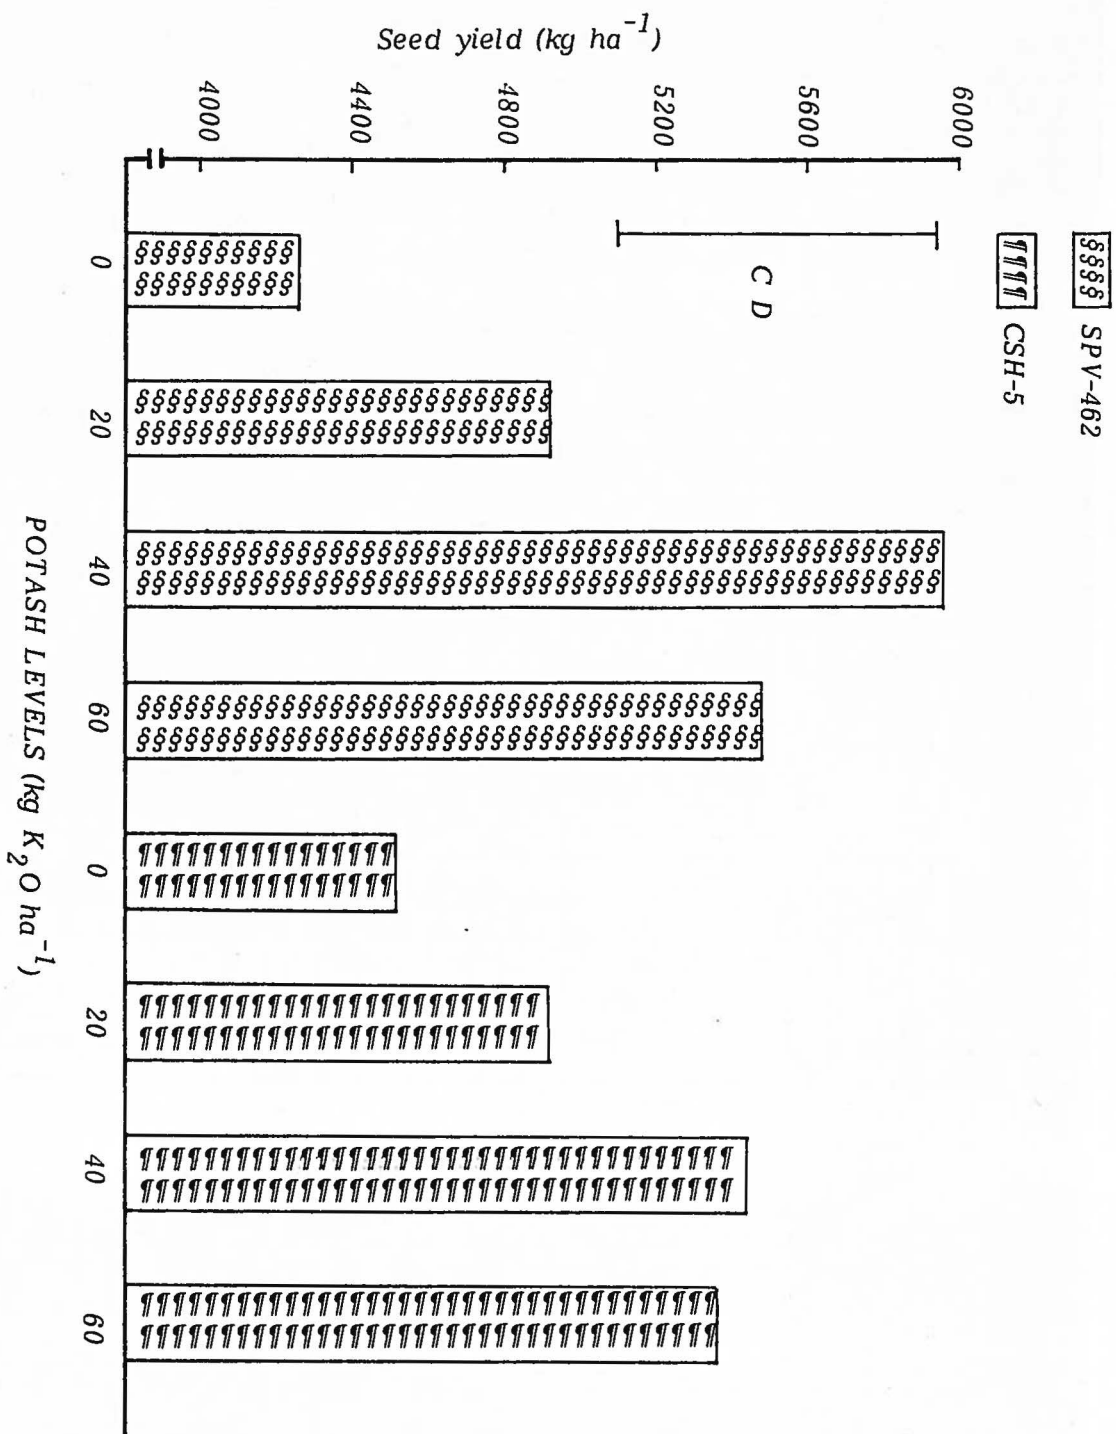 SPV-462
CSH-5
C D
Seed yield (kg ha⁻¹)
6000
5600
5200
4800
4400
4000
0 20 40 60 0 20 40 60
POTASH LEVELS (kg K₂O ha⁻¹)